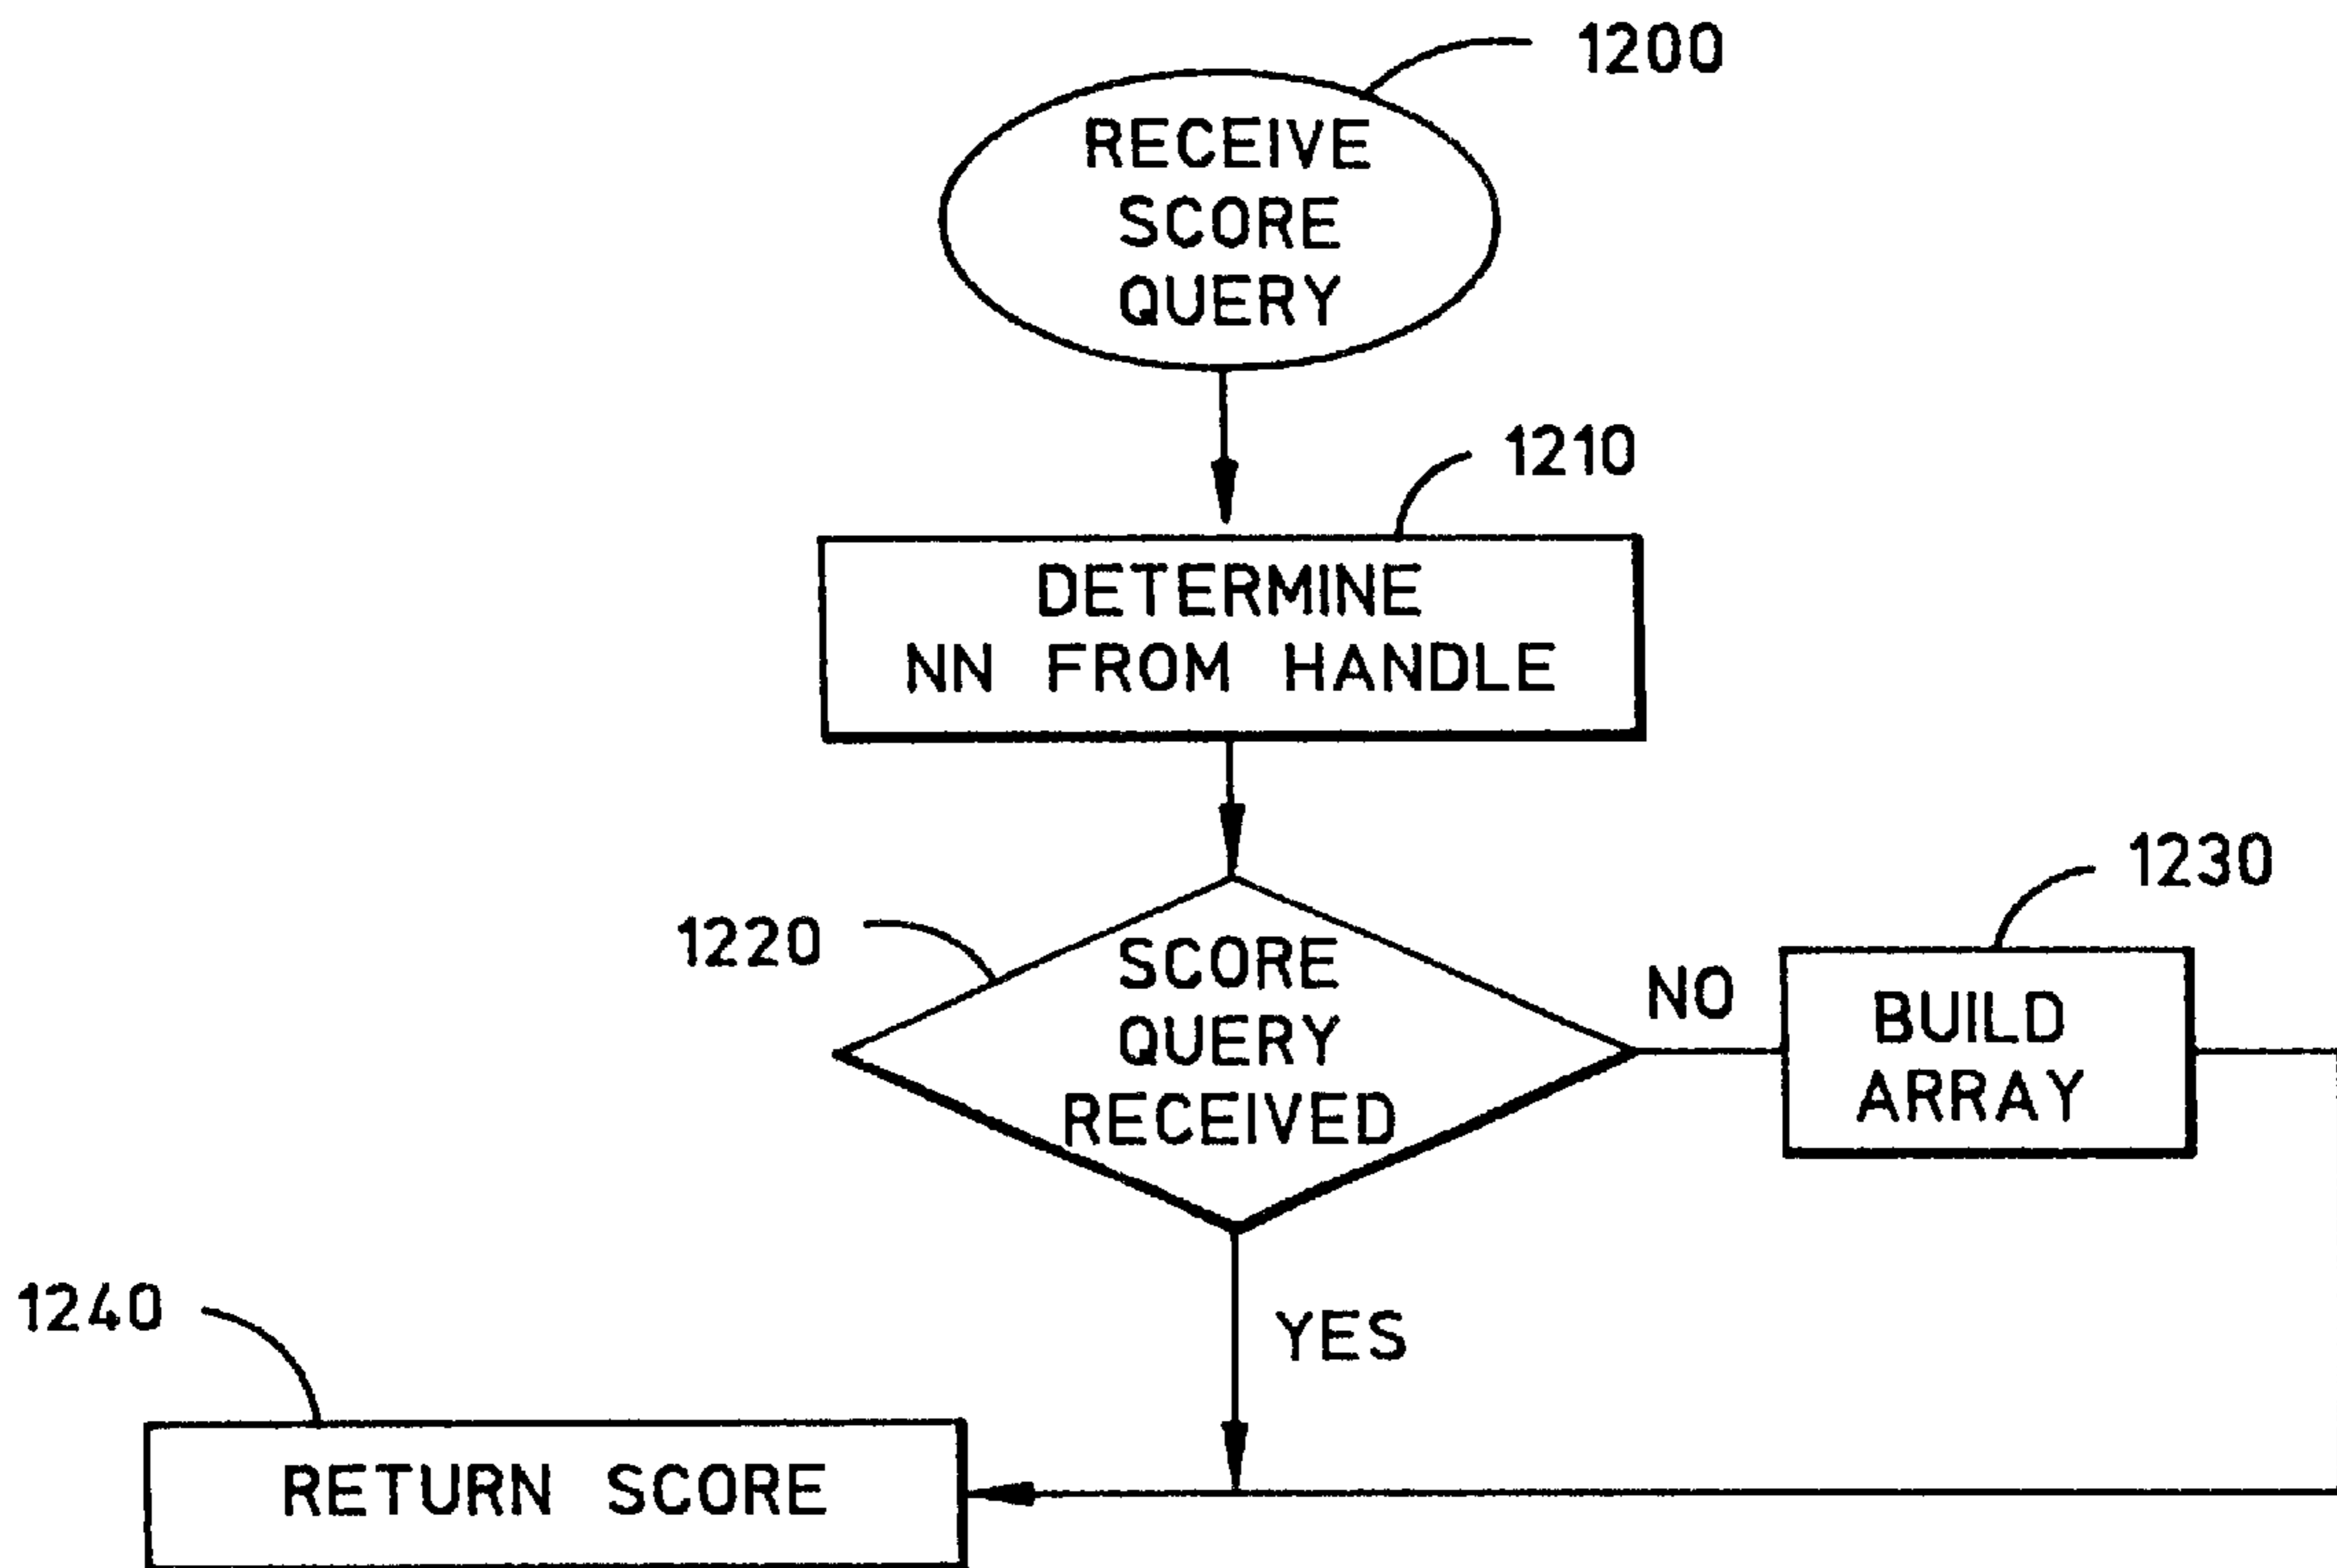 1200
RECEIVE
SCORE
QUERY
1210
DETERMINE
NN FROM HANDLE
1220
SCORE
QUERY
RECEIVED
NO
1230
BUILD
ARRAY
YES
1240
RETURN SCORE